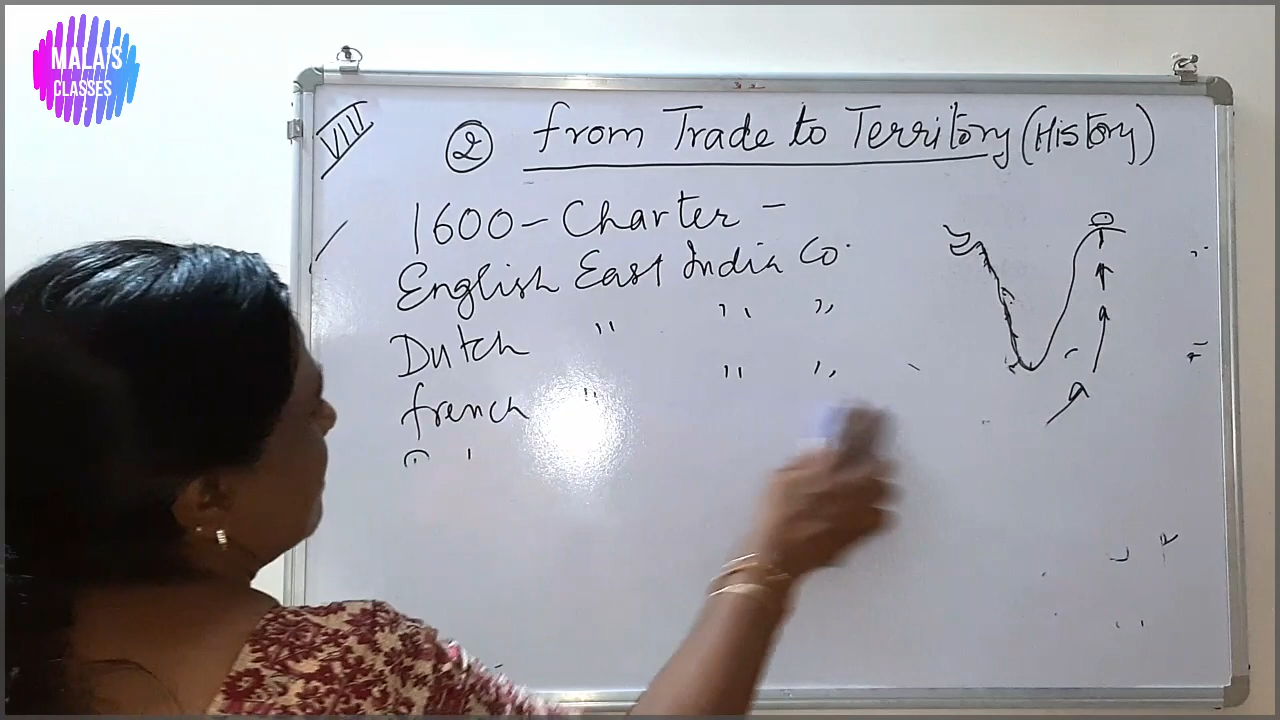 MALA'S
CLASSES
VIII
② from Trade to Territory (History)
1600 - Charter -
English East India Co.
Dutch " " "
french " " "